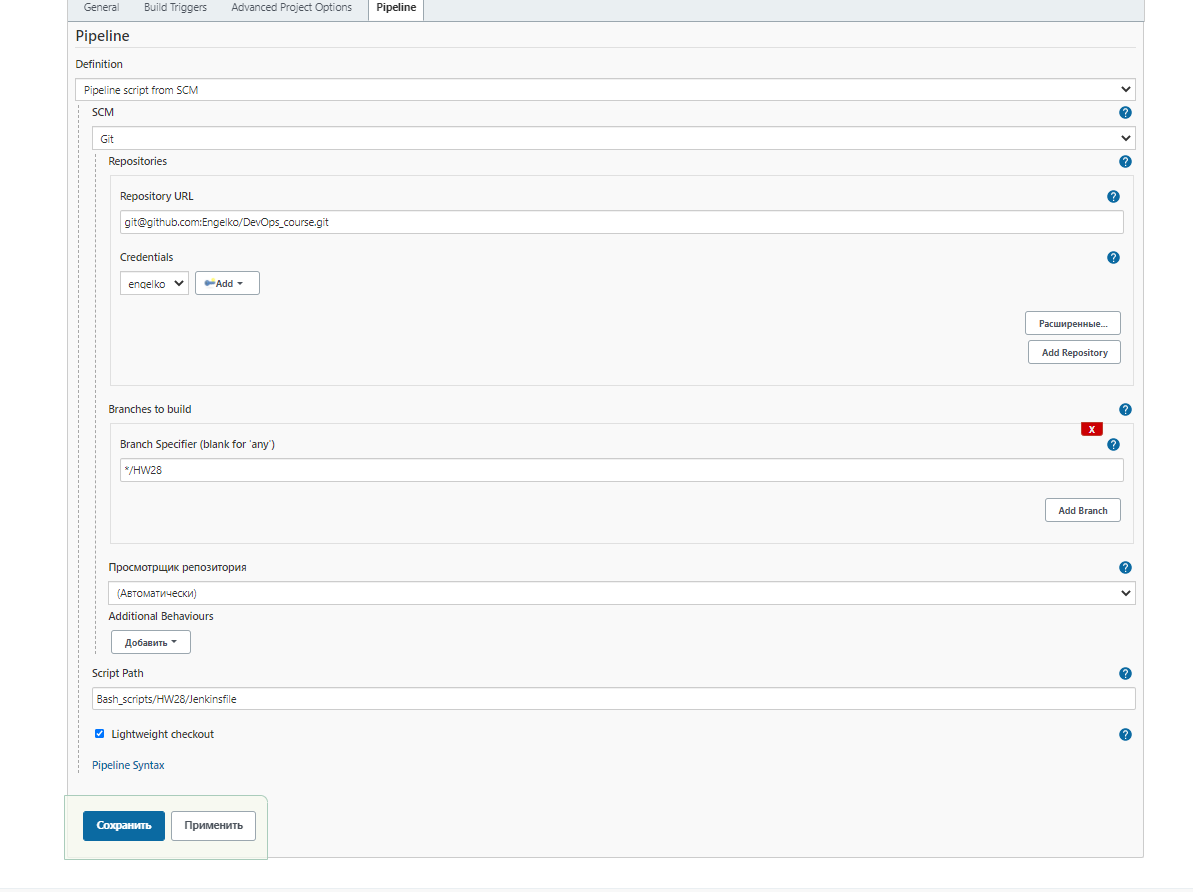 General Build Triggers Advanced Project Options Pipeline
Pipeline
Definition
Pipeline script from SCM
SCM
Git
Repositories
Repository URL
git@github.com:Engelko/DevOps_course.git
Credentials
engelko Add
Расширенные...
Add Repository
Branches to build
X
Branch Specifier (blank for 'any')
*/HW28
Add Branch
Просмотрщик репозитория
(Автоматически)
Additional Behaviours
Добавить
Script Path
Bash_scripts/HW28/Jenkinsfile
Lightweight checkout
Pipeline Syntax
Сохранить Применить